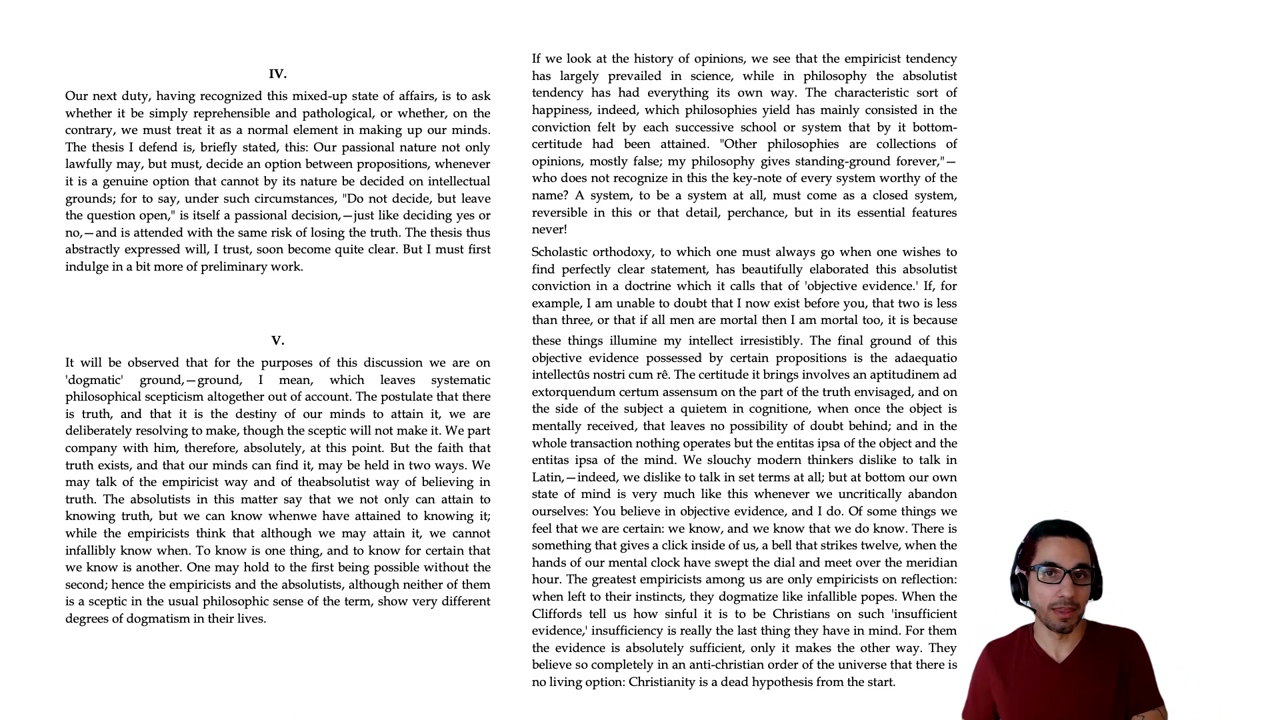 IV.
Our next duty, having recognized this mixed-up state of affairs, is to ask
whether it be simply reprehensible and pathological, or whether, on the
contrary, we must treat it as a normal element in making up our minds.
The thesis I defend is, briefly stated, this: Our passional nature not only
lawfully may, but must, decide an option between propositions, whenever
it is a genuine option that cannot by its nature be decided on intellectual
grounds; for to say, under such circumstances, "Do not decide, but leave
the question open," is itself a passional decision,—just like deciding yes or
no,—and is attended with the same risk of losing the truth. The thesis thus
abstractly expressed will, I trust, soon become quite clear. But I must first
indulge in a bit more of preliminary work.
V.
It will be observed that for the purposes of this discussion we are on
'dogmatic' ground,—ground, I mean, which leaves systematic
philosophical scepticism altogether out of account. The postulate that there
is truth, and that it is the destiny of our minds to attain it, we are
deliberately resolving to make, though the sceptic will not make it. We part
company with him, therefore, absolutely, at this point. But the faith that
truth exists, and that our minds can find it, may be held in two ways. We
may talk of the empiricist way and of theabsolutist way of believing in
truth. The absolutists in this matter say that we not only can attain to
knowing truth, but we can know whenwe have attained to knowing it;
while the empiricists think that although we may attain it, we cannot
infallibly know when. To know is one thing, and to know for certain that
we know is another. One may hold to the first being possible without the
second; hence the empiricists and the absolutists, although neither of them
is a sceptic in the usual philosophic sense of the term, show very different
degrees of dogmatism in their lives.
If we look at the history of opinions, we see that the empiricist tendency
has largely prevailed in science, while in philosophy the absolutist
tendency has had everything its own way. The characteristic sort of
happiness, indeed, which philosophies yield has mainly consisted in the
conviction felt by each successive school or system that by it bottom-
certitude had been attained. "Other philosophies are collections of
opinions, mostly false; my philosophy gives standing-ground forever,"—
who does not recognize in this the key-note of every system worthy of the
name? A system, to be a system at all, must come as a closed system,
reversible in this or that detail, perchance, but in its essential features
never!
Scholastic orthodoxy, to which one must always go when one wishes to
find perfectly clear statement, has beautifully elaborated this absolutist
conviction in a doctrine which it calls that of 'objective evidence.' If, for
example, I am unable to doubt that I now exist before you, that two is less
than three, or that if all men are mortal then I am mortal too, it is because
these things illumine my intellect irresistibly. The final ground of this
objective evidence possessed by certain propositions is the adaequatio
intellectûs nostri cum rê. The certitude it brings involves an aptitudinem ad
extorquendum certum assensum on the part of the truth envisaged, and on
the side of the subject a quietem in cognitione, when once the object is
mentally received, that leaves no possibility of doubt behind; and in the
whole transaction nothing operates but the entitas ipsa of the object and the
entitas ipsa of the mind. We slouchy modern thinkers dislike to talk in
Latin,—indeed, we dislike to talk in set terms at all; but at bottom our own
state of mind is very much like this whenever we uncritically abandon
ourselves: You believe in objective evidence, and I do. Of some things we
feel that we are certain: we know, and we know that we do know. There is
something that gives a click inside of us, a bell that strikes twelve, when the
hands of our mental clock have swept the dial and meet over the meridian
hour. The greatest empiricists among us are only empiricists on reflection:
when left to their instincts, they dogmatize like infallible popes. When the
Cliffords tell us how sinful it is to be Christians on such 'insufficient
evidence,' insufficiency is really the last thing they have in mind. For them
the evidence is absolutely sufficient, only it makes the other way. They
believe so completely in an anti-christian order of the universe that there is
no living option: Christianity is a dead hypothesis from the start.